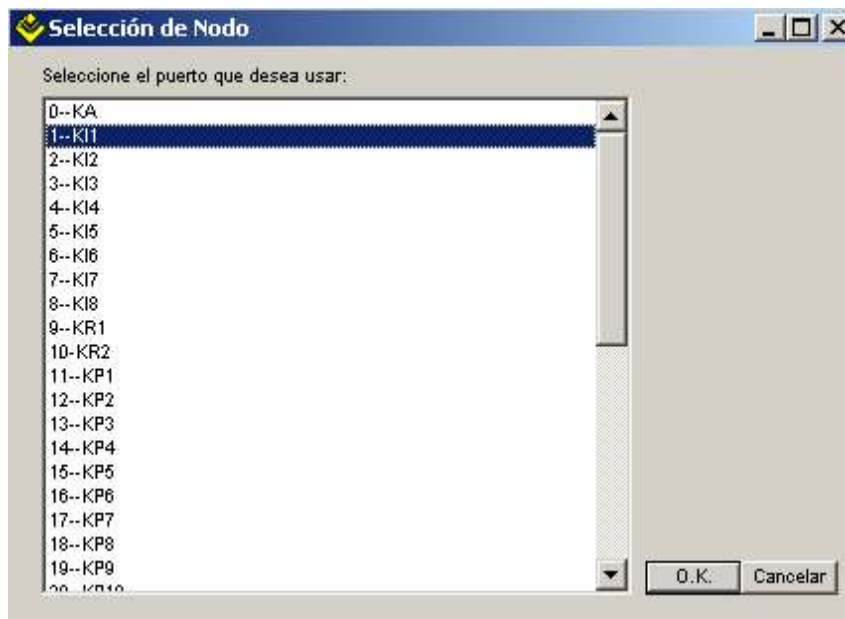 Selección de Nodo
Seleccione el puerto que desea usar:
0--KA
1--KI1
2--KI2
3--KI3
4--KI4
5--KI5
6--KI6
7--KI7
8--KI8
9--KR1
10-KR2
11--KP1
12--KP2
13--KP3
14--KP4
15--KP5
16--KP6
17--KP7
18--KP8
19--KP9
O.K. Cancelar